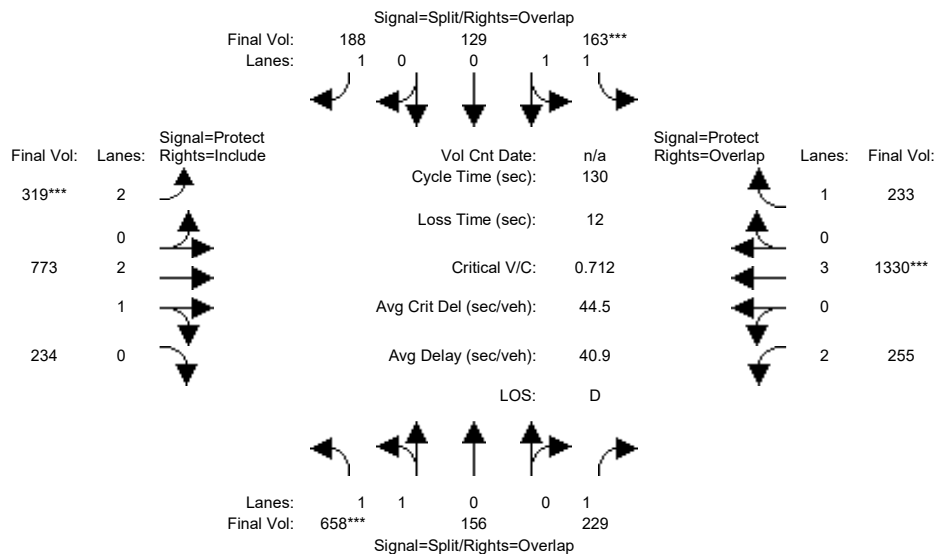 Signal=Split/Rights=Overlap
Final Vol: 188 129 163***
Lanes: 1 0 0 1 1
Signal=Protect
Final Vol: Lanes: Rights=Include
Vol Cnt Date: n/a
Signal=Protect
Rights=Overlap Lanes: Final Vol:
Cycle Time (sec): 130
319*** 2
1 233
Loss Time (sec): 12
0
0
773 2
Critical V/C: 0.712
3 1330***
1
Avg Crit Del (sec/veh): 44.5
0
234 0
Avg Delay (sec/veh): 40.9
2 255
LOS: D
Lanes: 1 1 0 0 1
Final Vol: 658*** 156 229
Signal=Split/Rights=Overlap